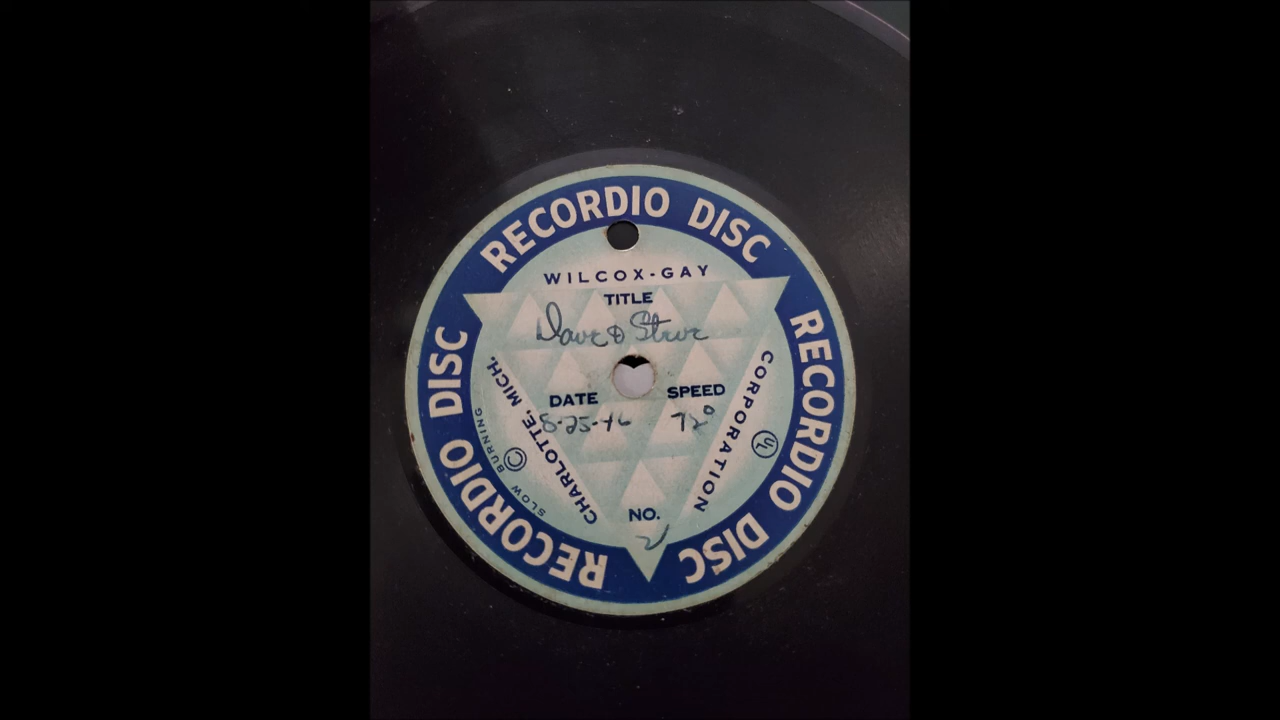 RECORDIO DISC
WILCOX-GAY
TITLE
Dave & Steve
DATE
SPEED
8-25-46
NO.
2
CORPORATION
CHARLOTTE, MICH.
SLOW BURNING
C
UL
RECORDIO DISC
RECORDIO DISC